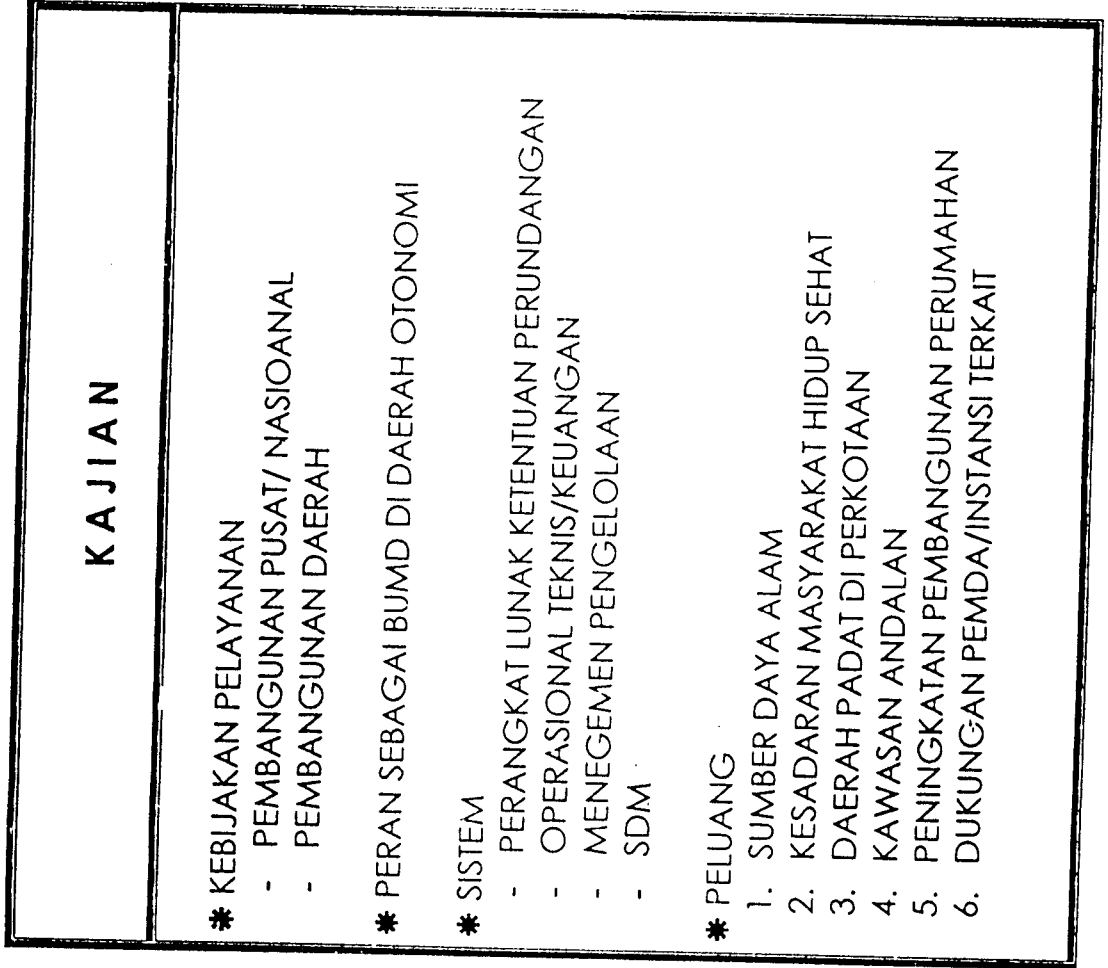 KAJIAN
* KEBIJAKAN PELAYANAN
- PEMBANGUNAN PUSAT/ NASIOANAL
- PEMBANGUNAN DAERAH
* PERAN SEBAGAI BUMD DI DAERAH OTONOMI
* SISTEM
- PERANGKAT LUNAK KETENTUAN PERUNDANGAN
- OPERASIONAL TEKNIS/KEUANGAN
- MENEGEMEN PENGELOLAAN
- SDM
* PELUANG
1. SUMBER DAYA ALAM
2. KESADARAN MASYARAKAT HIDUP SEHAT
3. DAERAH PADAT DI PERKOTAAN
4. KAWASAN ANDALAN
5. PENINGKATAN PEMBANGUNAN PERUMAHAN
6. DUKUNGAN PEMDA/INSTANSI TERKAIT